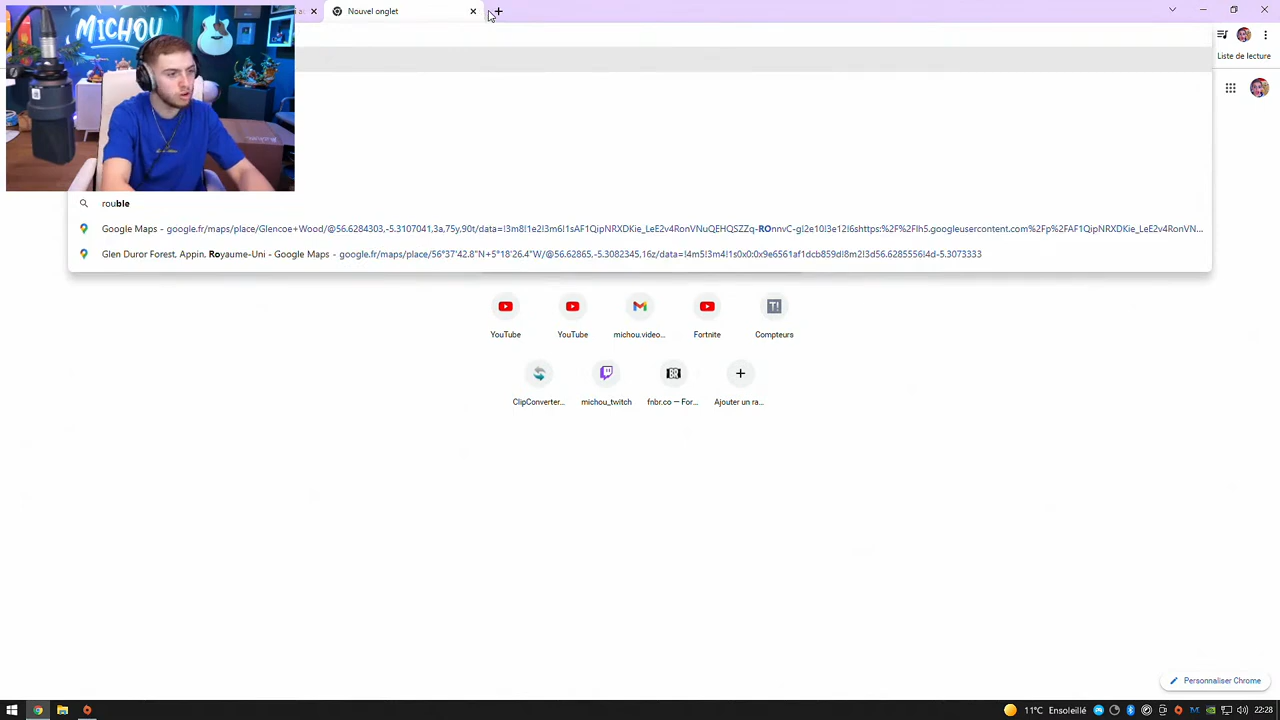 Nouvel onglet
MICHOU
Liste de lecture
rouble
Google Maps - google.fr/maps/place/Glencoe+Wood/@56.6284303,-5.3107041,3a,75y,90t/data=!3m8!1e2!3m6!1sAF1QipNRXDKie_LeE2v4RonVNuQEHQSZZq-ROnnvC-g!2e10!3e12!6shttps:%2F%2Flh5.googleusercontent.com%2Fp%2FAF1QipNRXDKie_LeE2v4RonVN...
Glen Duror Forest, Appin, Royaume-Uni - Google Maps - google.fr/maps/place/56°37'42.8"N+5°18'26.4"W/@56.62865,-5.3082345,16z/data=!4m5!3m4!1s0x0:0x9e6561af1dcb859d!8m2!3d56.6285556!4d-5.3073333
YouTube
YouTube
michou.video...
Fortnite
Compteurs
ClipConverter...
michou_twitch
fnbr.co — For...
Ajouter un ra...
Personnaliser Chrome
11°C Ensoleillé
22:28